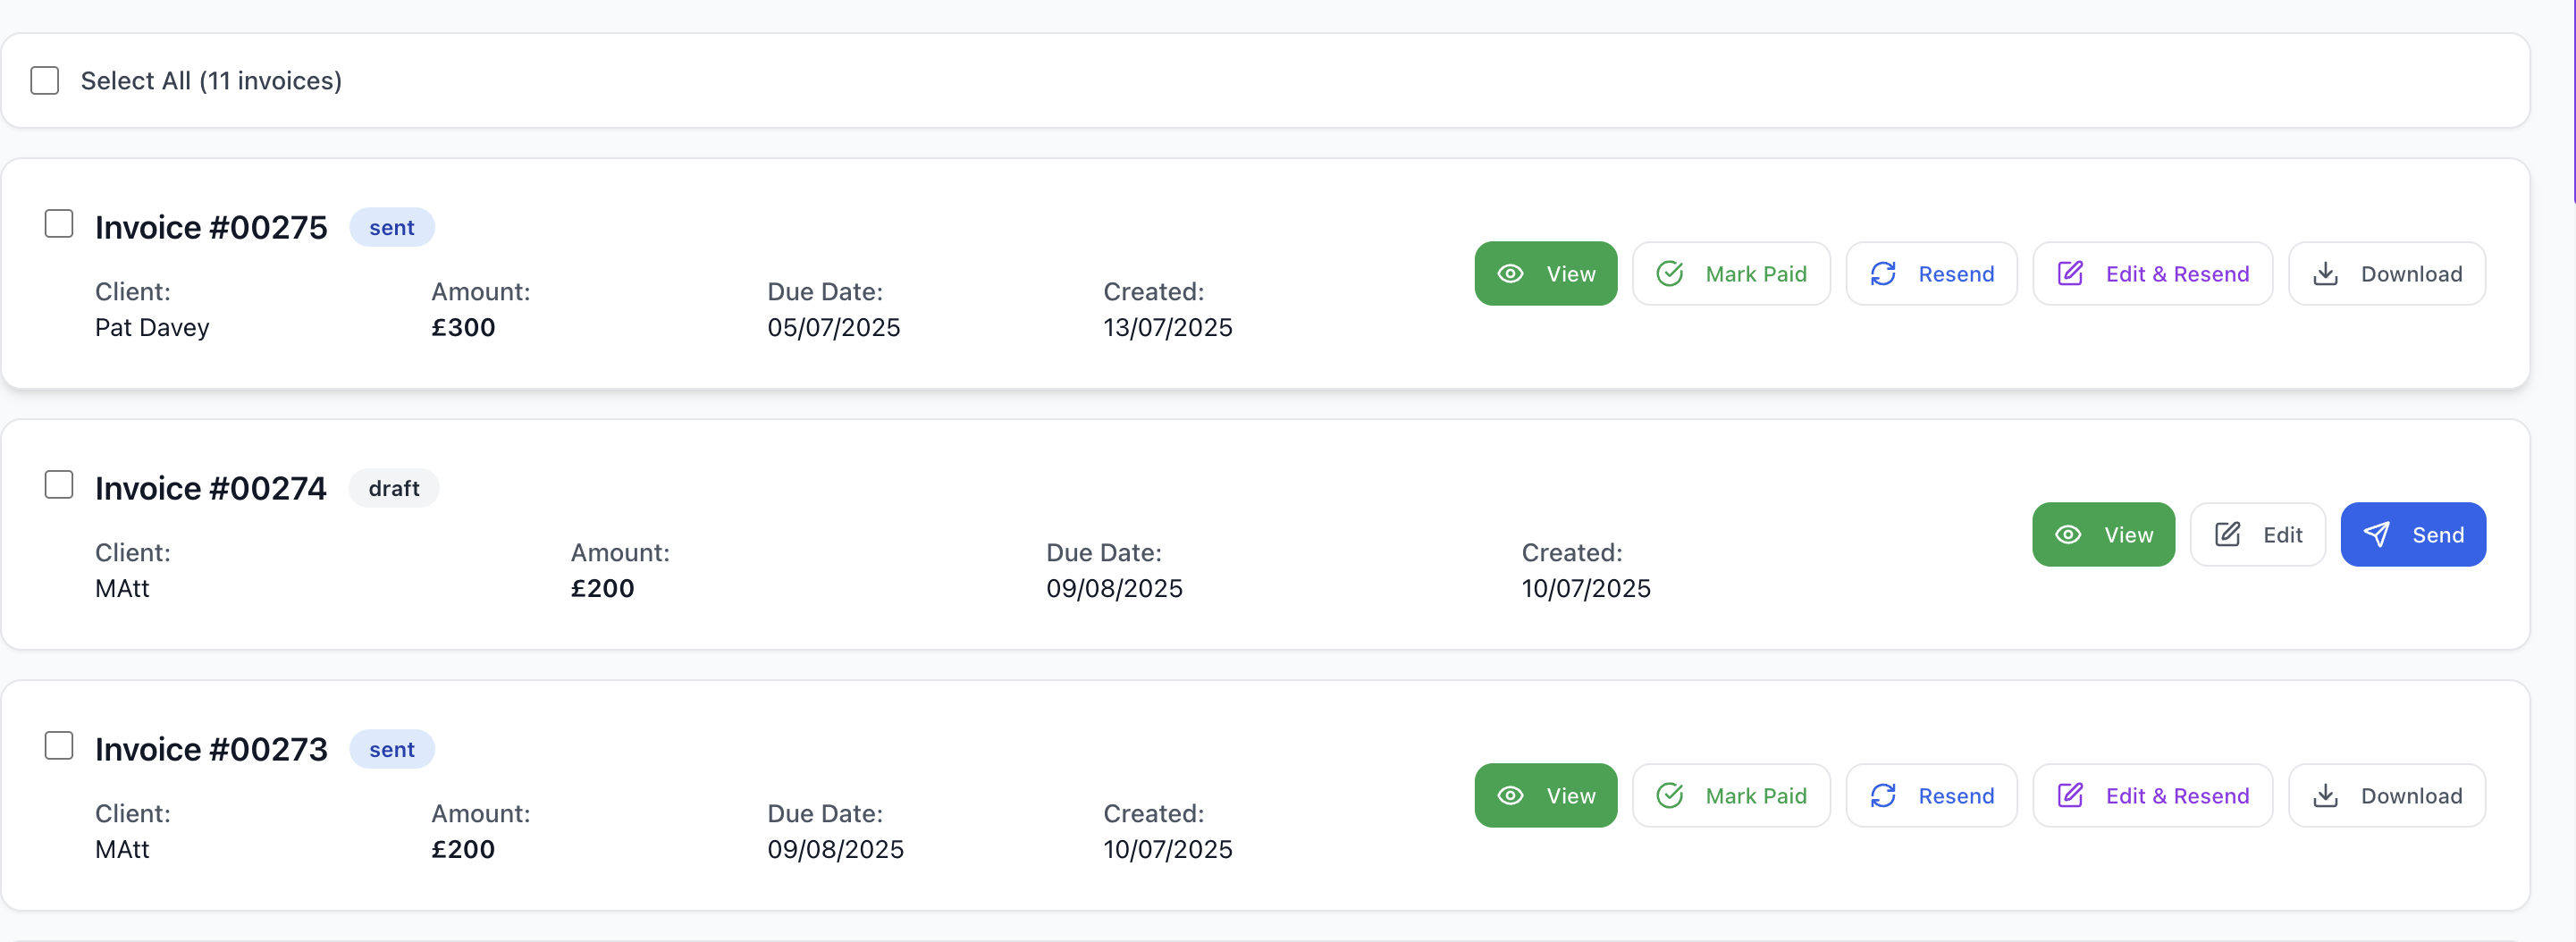 Select All (11 invoices)
Invoice #00275 sent
View Mark Paid Resend Edit & Resend Download
Client: Amount: Due Date: Created:
Pat Davey £300 05/07/2025 13/07/2025
Invoice #00274 draft
View Edit Send
Client: Amount: Due Date: Created:
MAtt £200 09/08/2025 10/07/2025
Invoice #00273 sent
View Mark Paid Resend Edit & Resend Download
Client: Amount: Due Date: Created:
MAtt £200 09/08/2025 10/07/2025